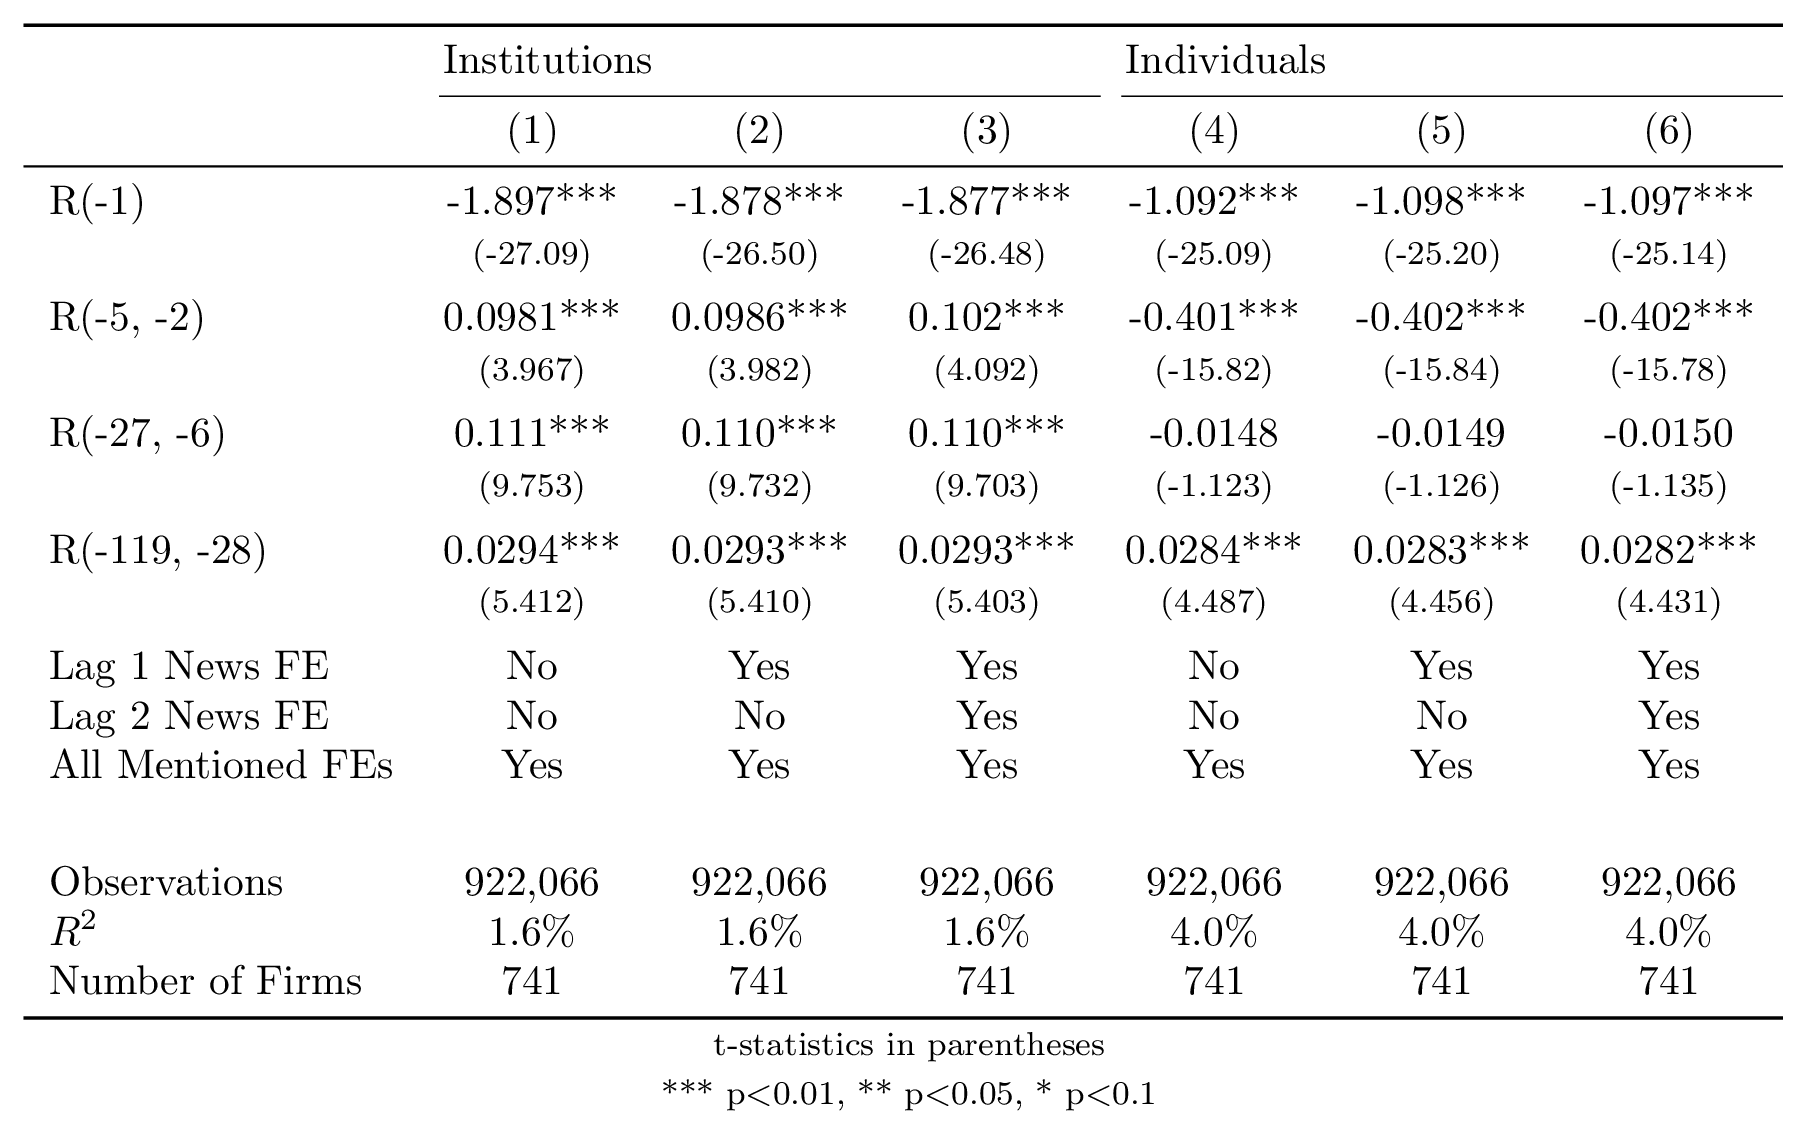 Institutions Individuals
(1) (2) (3) (4) (5) (6)
R(-1) -1.897*** -1.878*** -1.877*** -1.092*** -1.098*** -1.097***
(-27.09) (-26.50) (-26.48) (-25.09) (-25.20) (-25.14)
R(-5, -2) 0.0981*** 0.0986*** 0.102*** -0.401*** -0.402*** -0.402***
(3.967) (3.982) (4.092) (-15.82) (-15.84) (-15.78)
R(-27, -6) 0.111*** 0.110*** 0.110*** -0.0148 -0.0149 -0.0150
(9.753) (9.732) (9.703) (-1.123) (-1.126) (-1.135)
R(-119, -28) 0.0294*** 0.0293*** 0.0293*** 0.0284*** 0.0283*** 0.0282***
(5.412) (5.410) (5.403) (4.487) (4.456) (4.431)
Lag 1 News FE No Yes Yes No Yes Yes
Lag 2 News FE No No Yes No No Yes
All Mentioned FEs Yes Yes Yes Yes Yes Yes
Observations 922,066 922,066 922,066 922,066 922,066 922,066
R² 1.6% 1.6% 1.6% 4.0% 4.0% 4.0%
Number of Firms 741 741 741 741 741 741
t-statistics in parentheses
*** p<0.01, ** p<0.05, * p<0.1